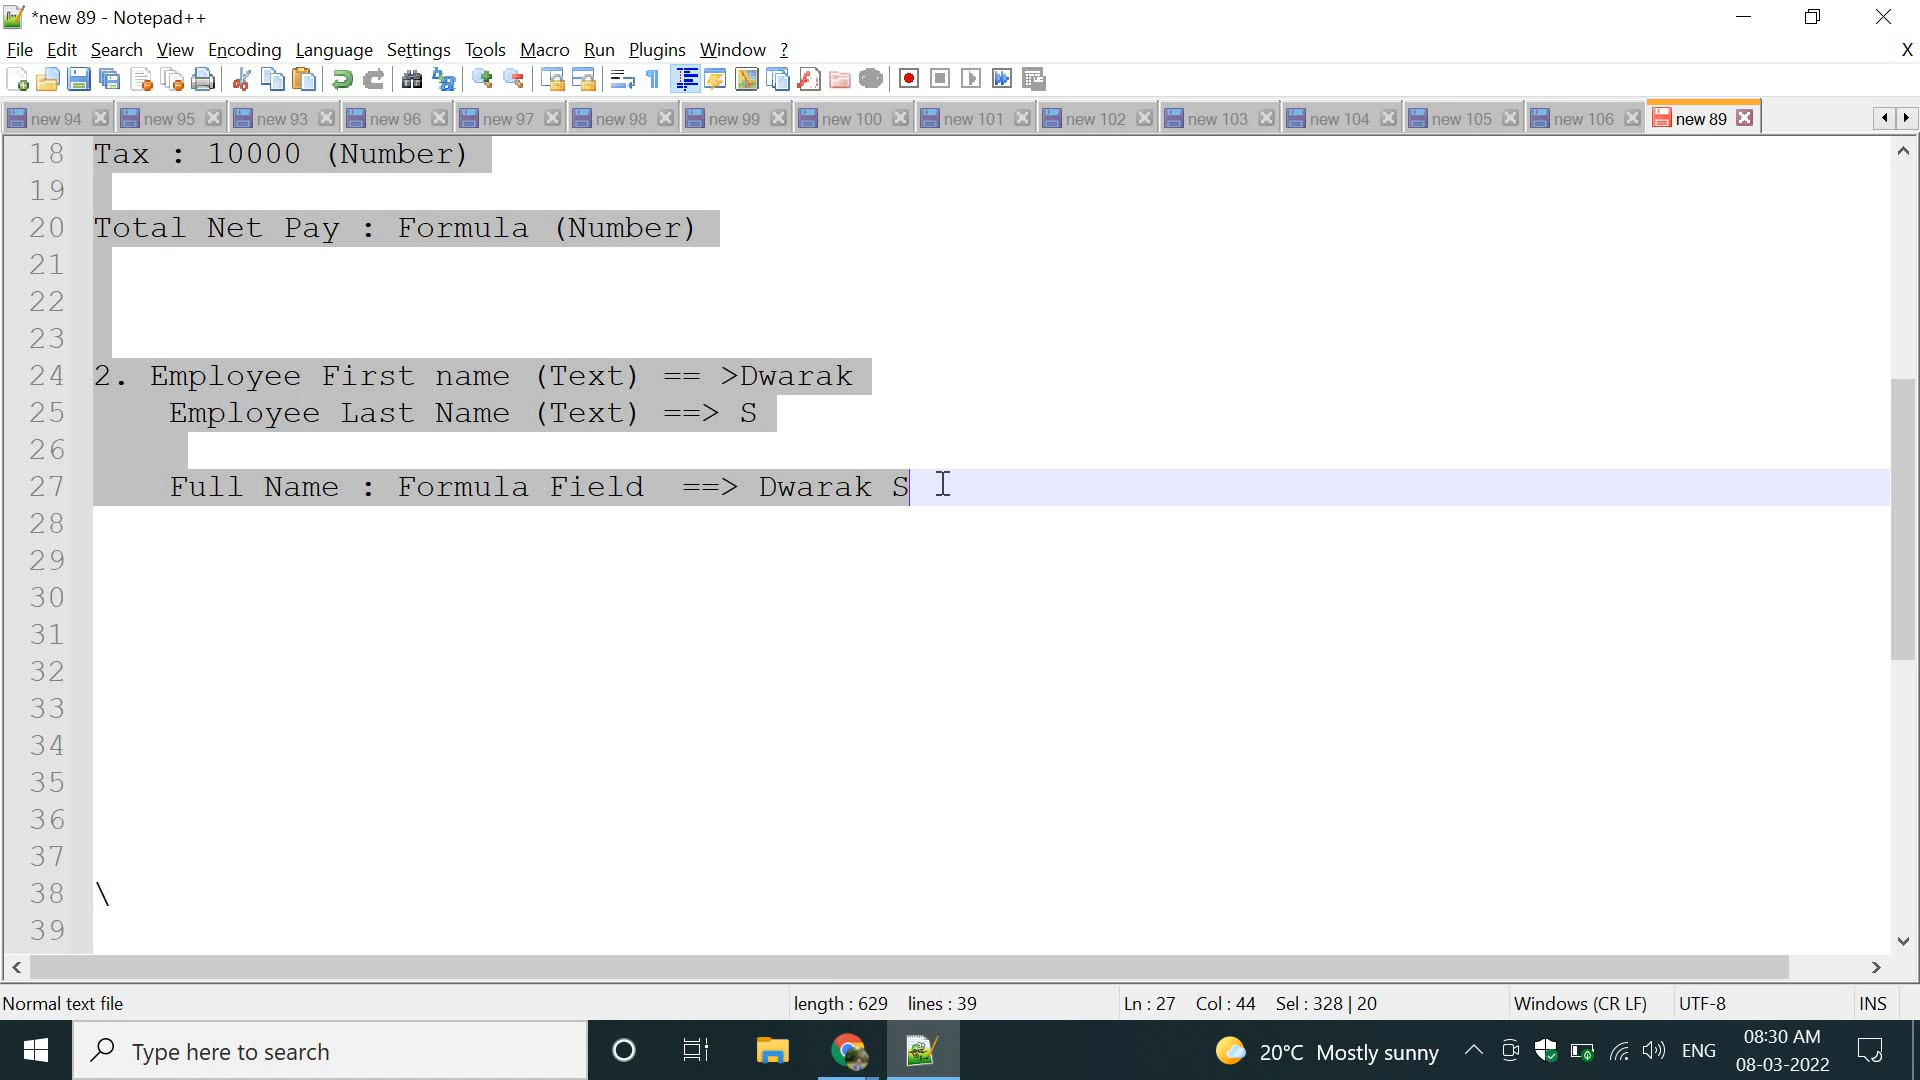 *new 89 - Notepad++
File Edit Search View Encoding Language Settings Tools Macro Run Plugins Window ? X
new 94 new 95 new 93 new 96 new 97 new 98 new 99 new 100 new 101 new 102 new 103 new 104 new 105 new 106 new 89
18 Tax : 10000 (Number)
19
20 Total Net Pay : Formula (Number)
21
22
23
24 2. Employee First name (Text) == >Dwarak
25 Employee Last Name (Text) ==> S
26
27 Full Name : Formula Field ==> Dwarak S
28
29
30
31
32
33
34
35
36
37
38 \
39
Normal text file length : 629 lines : 39 Ln : 27 Col : 44 Sel : 328 | 20 Windows (CR LF) UTF-8 INS
Type here to search 20°C Mostly sunny ENG 08:30 AM
08-03-2022